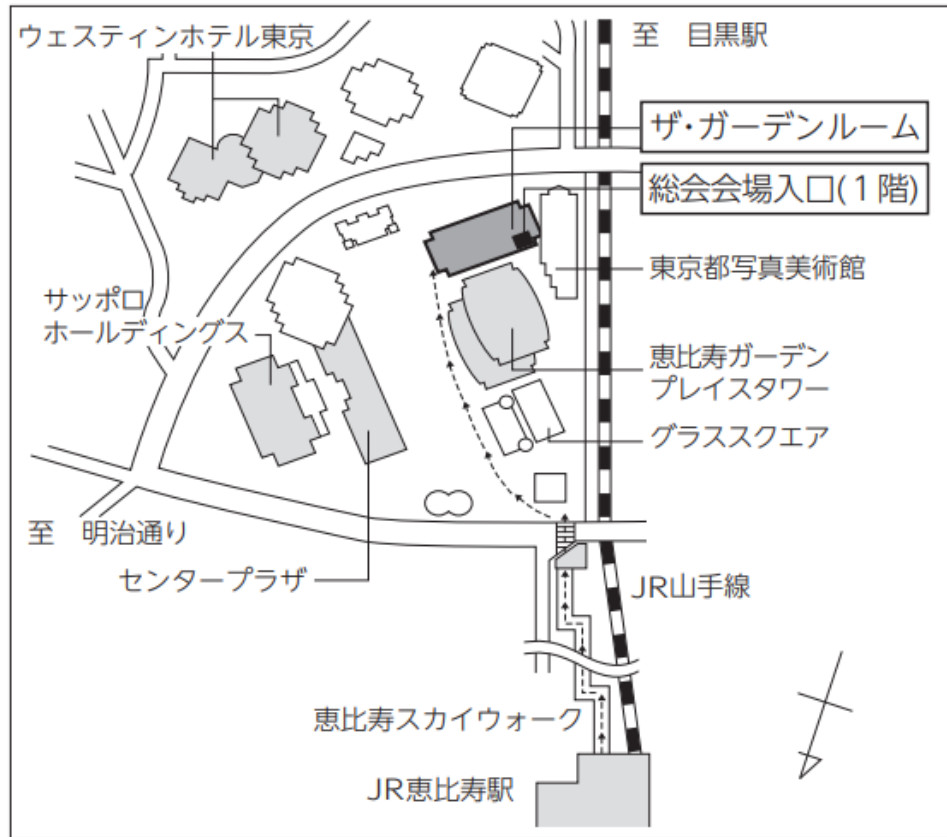 ウェスティンホテル東京
至 目黒駅
ザ・ガーデンルーム
総会会場入口(1階)
東京都写真美術館
サッポロ
ホールディングス
恵比寿ガーデン
プレイスタワー
グラススクエア
至 明治通り
センタープラザ
JR山手線
恵比寿スカイウォーク
JR恵比寿駅